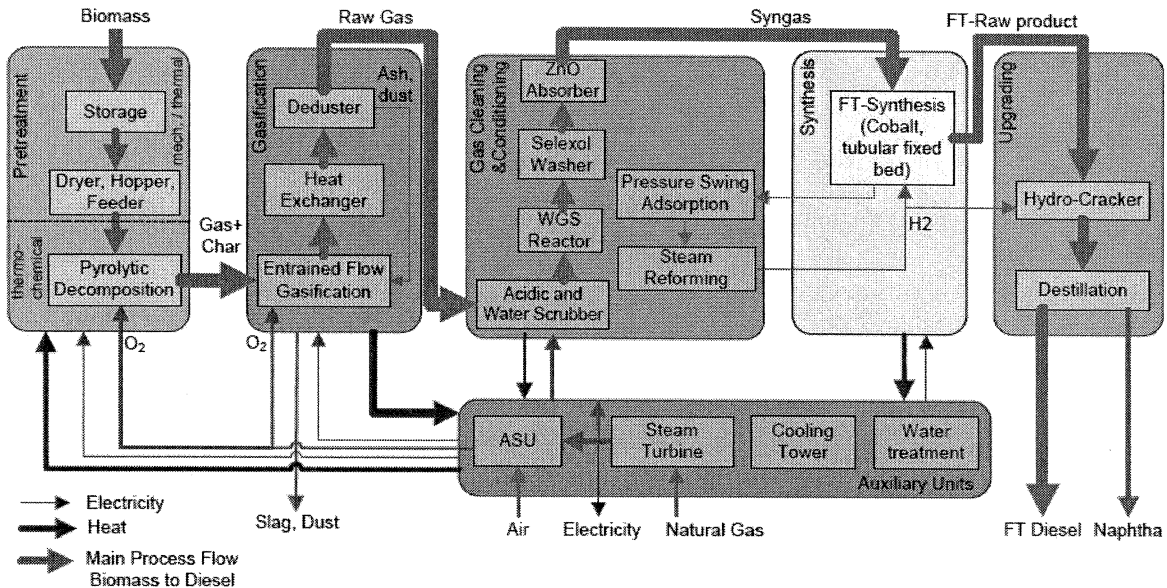 Biomass
Raw Gas
Syngas
FT-Raw product
Pretreatment
mech. / thermal
thermo-
chemical
Storage
Dryer, Hopper,
Feeder
Pyrolytic
Decomposition
Gas+
Char
O2
Gasification
Ash,
dust
Deduster
Heat
Exchanger
Entrained Flow
Gasification
O2
Gas Cleaning
&Conditioning
ZnO
Absorber
Selexol
Washer
WGS
Reactor
Acidic and
Water Scrubber
Pressure Swing
Adsorption
Steam
Reforming
Synthesis
FT-Synthesis
(Cobalt,
tubular fixed
bed)
H2
Upgrading
Hydro-Cracker
Destillation
ASU
Steam
Turbine
Cooling
Tower
Water
treatment
Auxiliary Units
Electricity
Heat
Main Process Flow
Biomass to Diesel
Slag, Dust
Air
Electricity
Natural Gas
FT Diesel
Naphtha